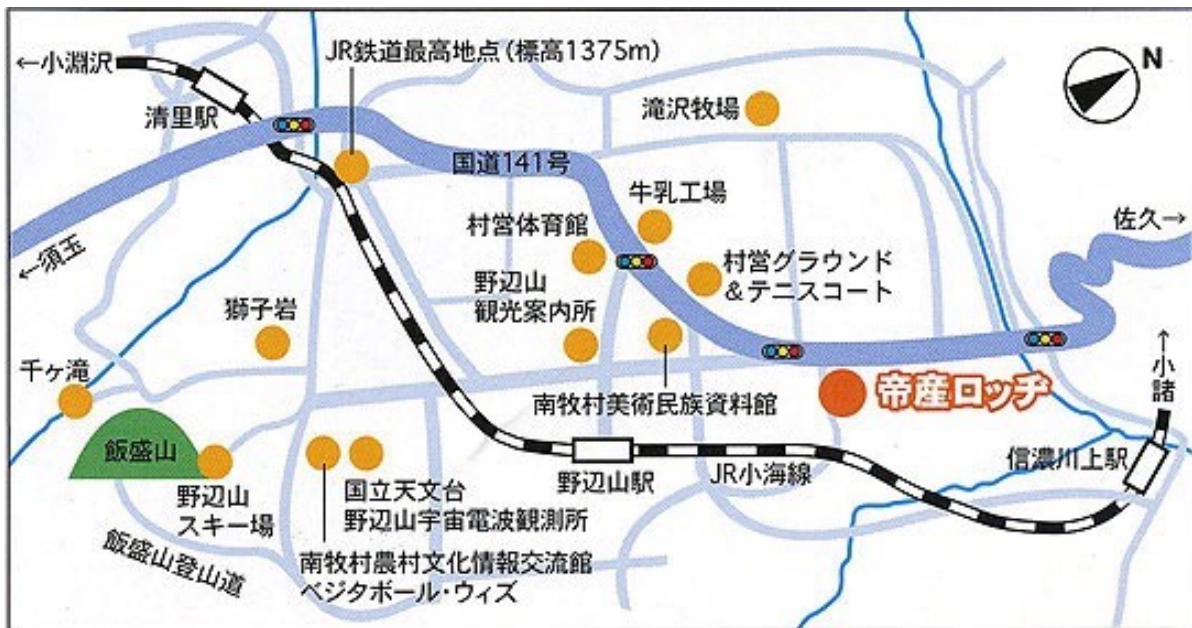 JR鉄道最高地点(標高1375m)
N
←小淵沢
清里駅
滝沢牧場
国道141号
牛乳工場
村営体育館
佐久→
←須玉
野辺山
観光案内所
村営グラウンド
&テニスコート
獅子岩
千ヶ滝
↑小諸
帝産ロッヂ
南牧村美術民族資料館
飯盛山
野辺山駅
JR小海線
信濃川上駅
野辺山
スキー場
国立天文台
野辺山宇宙電波観測所
飯盛山登山道
南牧村農村文化情報交流館
ベジタボール・ウィズ